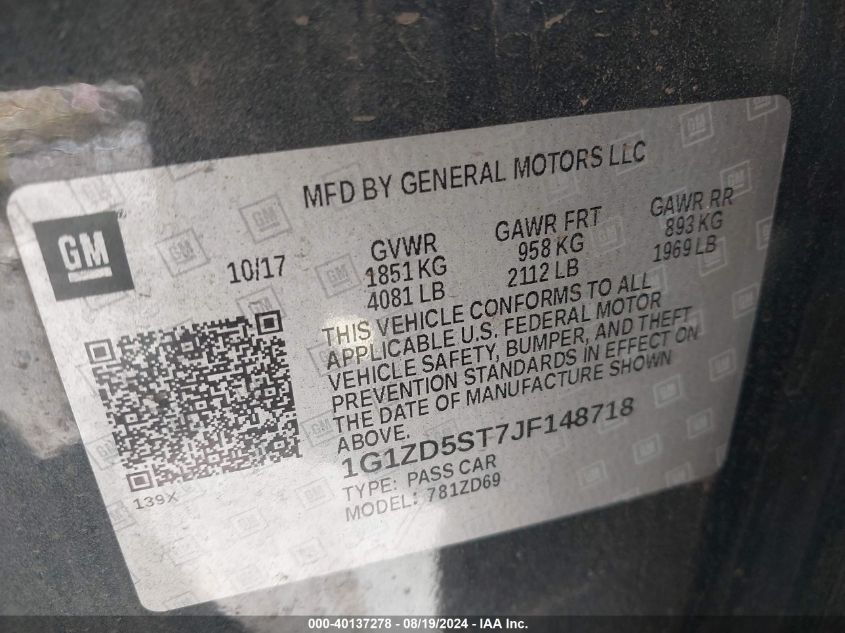 MFD BY GENERAL MOTORS LLC
GM
10/17
GVWR
1851 KG
4081 LB
GAWR FRT
958 KG
2112 LB
GAWR RR
893 KG
1969 LB
THIS VEHICLE CONFORMS TO ALL
APPLICABLE U.S. FEDERAL MOTOR
VEHICLE SAFETY, BUMPER, AND THEFT
PREVENTION STANDARDS IN EFFECT ON
THE DATE OF MANUFACTURE SHOWN
ABOVE.
1G1ZD5ST7JF148718
TYPE: PASS CAR
MODEL: 781ZD69
139X
000-40137278 - 08/19/2024 - IAA Inc.